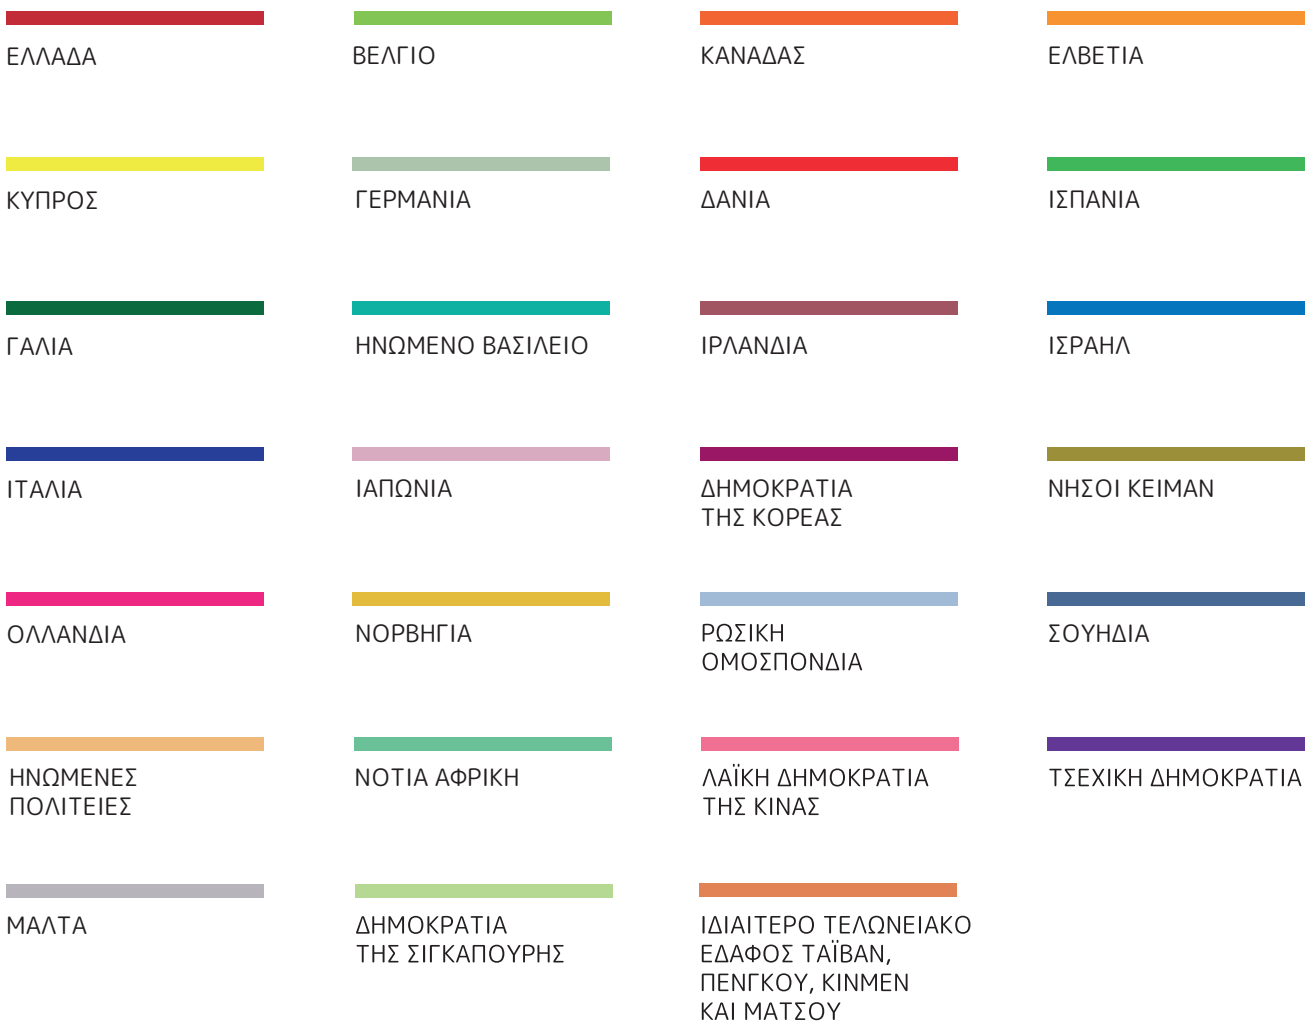 ΕΛΛΑΔΑ
ΒΕΛΓΙΟ
ΚΑΝΑΔΑΣ
ΕΛΒΕΤΙΑ
ΚΥΠΡΟΣ
ΓΕΡΜΑΝΙΑ
ΔΑΝΙΑ
ΙΣΠΑΝΙΑ
ΓΑΛΙΑ
ΗΝΩΜΕΝΟ ΒΑΣΙΛΕΙΟ
ΙΡΛΑΝΔΙΑ
ΙΣΡΑΗΛ
ΙΤΑΛΙΑ
ΙΑΠΩΝΙΑ
ΔΗΜΟΚΡΑΤΙΑ
ΤΗΣ ΚΟΡΕΑΣ
ΝΗΣΟΙ ΚΕΙΜΑΝ
ΟΛΛΑΝΔΙΑ
ΝΟΡΒΗΓΙΑ
ΡΩΣΙΚΗ
ΟΜΟΣΠΟΝΔΙΑ
ΣΟΥΗΔΙΑ
ΗΝΩΜΕΝΕΣ
ΠΟΛΙΤΕΙΕΣ
ΝΟΤΙΑ ΑΦΡΙΚΗ
ΛΑΪΚΗ ΔΗΜΟΚΡΑΤΙΑ
ΤΗΣ ΚΙΝΑΣ
ΤΣΕΧΙΚΗ ΔΗΜΟΚΡΑΤΙΑ
ΜΑΛΤΑ
ΔΗΜΟΚΡΑΤΙΑ
ΤΗΣ ΣΙΓΚΑΠΟΥΡΗΣ
ΙΔΙΑΙΤΕΡΟ ΤΕΛΩΝΕΙΑΚΟ
ΕΔΑΦΟΣ ΤΑΪΒΑΝ,
ΠΕΝΓΚΟΥ, ΚΙΝΜΕΝ
ΚΑΙ ΜΑΤΣΟΥ